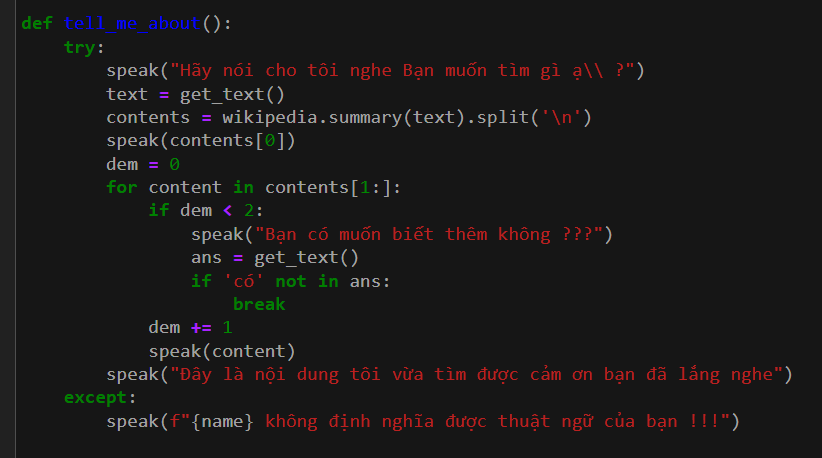 def tell_me_about():
    try:
        speak("Hãy nói cho tôi nghe Bạn muốn tìm gì ạ\\ ?")
        text = get_text()
        contents = wikipedia.summary(text).split('\n')
        speak(contents[0])
        dem = 0
        for content in contents[1:]:
            if dem < 2:
                speak("Bạn có muốn biết thêm không ???")
                ans = get_text()
                if 'có' not in ans:
                    break
            dem += 1
            speak(content)
        speak("Đây là nội dung tôi vừa tìm được cảm ơn bạn đã lắng nghe")
    except:
        speak(f"{name} không định nghĩa được thuật ngữ của bạn !!!")